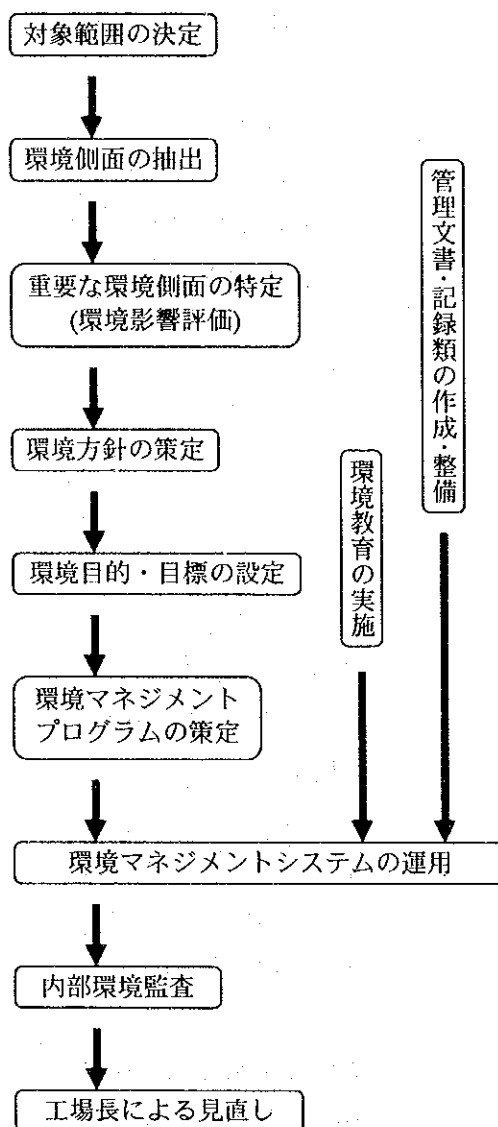 対象範囲の決定
環境側面の抽出
重要な環境側面の特定
(環境影響評価)
環境方針の策定
環境目的・目標の設定
環境マネジメント
プログラムの策定
環境教育の実施
管理文書・記録類の作成・整備
環境マネジメントシステムの運用
内部環境監査
工場長による見直し